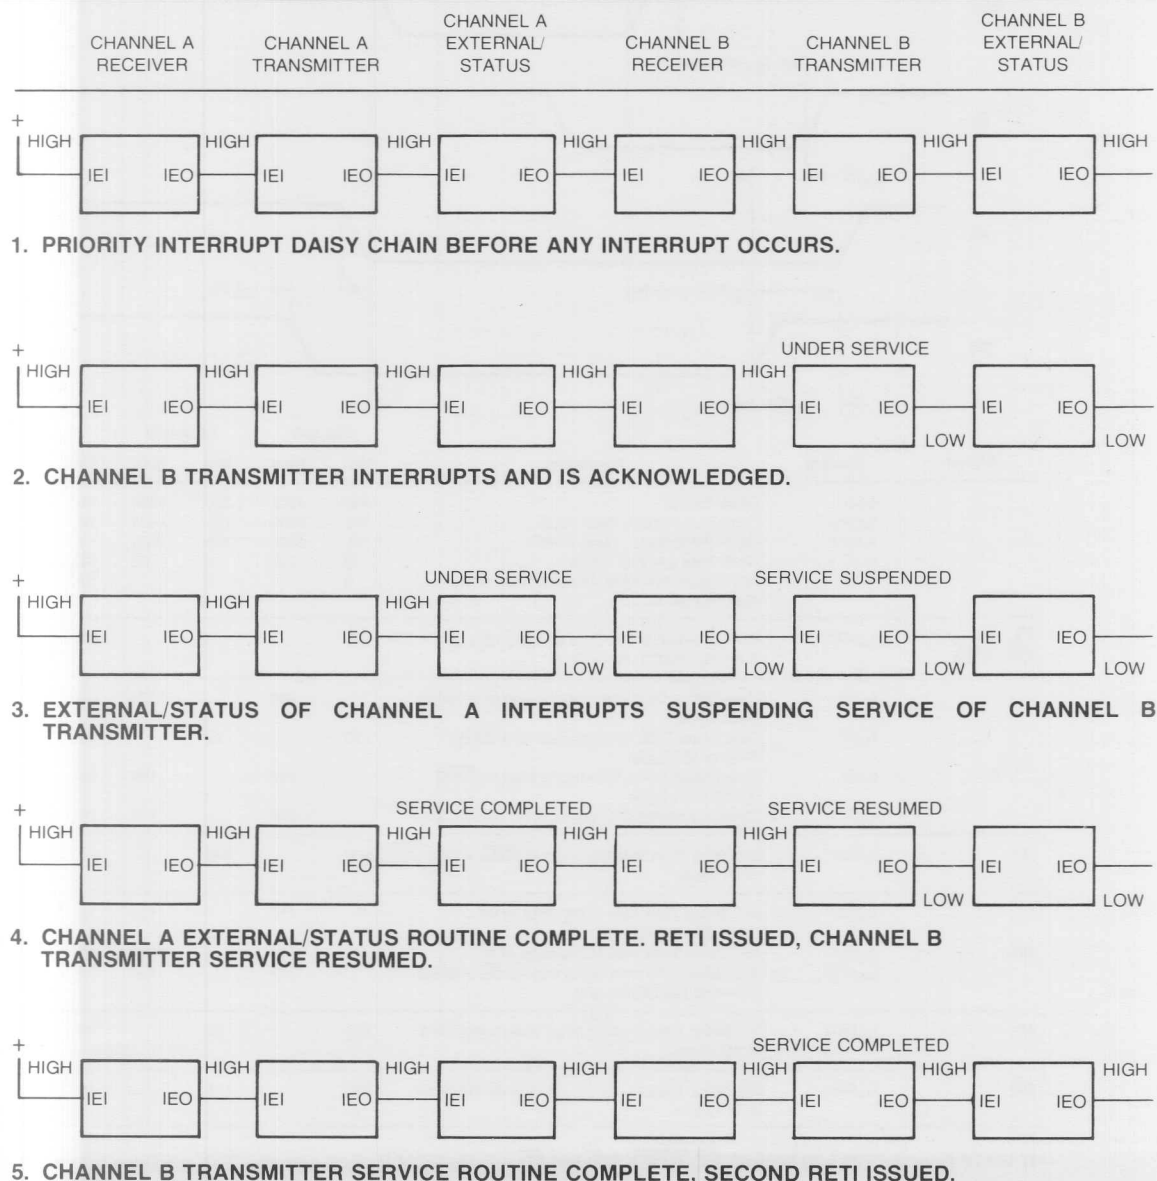 CHANNEL A RECEIVER
CHANNEL A TRANSMITTER
CHANNEL A EXTERNAL/ STATUS
CHANNEL B RECEIVER
CHANNEL B TRANSMITTER
CHANNEL B EXTERNAL/ STATUS
+
HIGH HIGH HIGH HIGH HIGH HIGH HIGH
IEI IEO IEI IEO IEI IEO IEI IEO IEI IEO IEI IEO
1. PRIORITY INTERRUPT DAISY CHAIN BEFORE ANY INTERRUPT OCCURS.
UNDER SERVICE
+
HIGH HIGH HIGH HIGH HIGH
IEI IEO IEI IEO IEI IEO IEI IEO IEI IEO IEI IEO
LOW LOW
2. CHANNEL B TRANSMITTER INTERRUPTS AND IS ACKNOWLEDGED.
UNDER SERVICE SERVICE SUSPENDED
+
HIGH HIGH HIGH
IEI IEO IEI IEO IEI IEO IEI IEO IEI IEO IEI IEO
LOW LOW LOW LOW
3. EXTERNAL/STATUS OF CHANNEL A INTERRUPTS SUSPENDING SERVICE OF CHANNEL B
TRANSMITTER.
SERVICE COMPLETED SERVICE RESUMED
+
HIGH HIGH HIGH HIGH HIGH
IEI IEO IEI IEO IEI IEO IEI IEO IEI IEO IEI IEO
LOW LOW
4. CHANNEL A EXTERNAL/STATUS ROUTINE COMPLETE. RETI ISSUED, CHANNEL B
TRANSMITTER SERVICE RESUMED.
SERVICE COMPLETED
+
HIGH HIGH HIGH HIGH HIGH HIGH HIGH
IEI IEO IEI IEO IEI IEO IEI IEO IEI IEO IEI IEO
5. CHANNEL B TRANSMITTER SERVICE ROUTINE COMPLETE, SECOND RETI ISSUED.